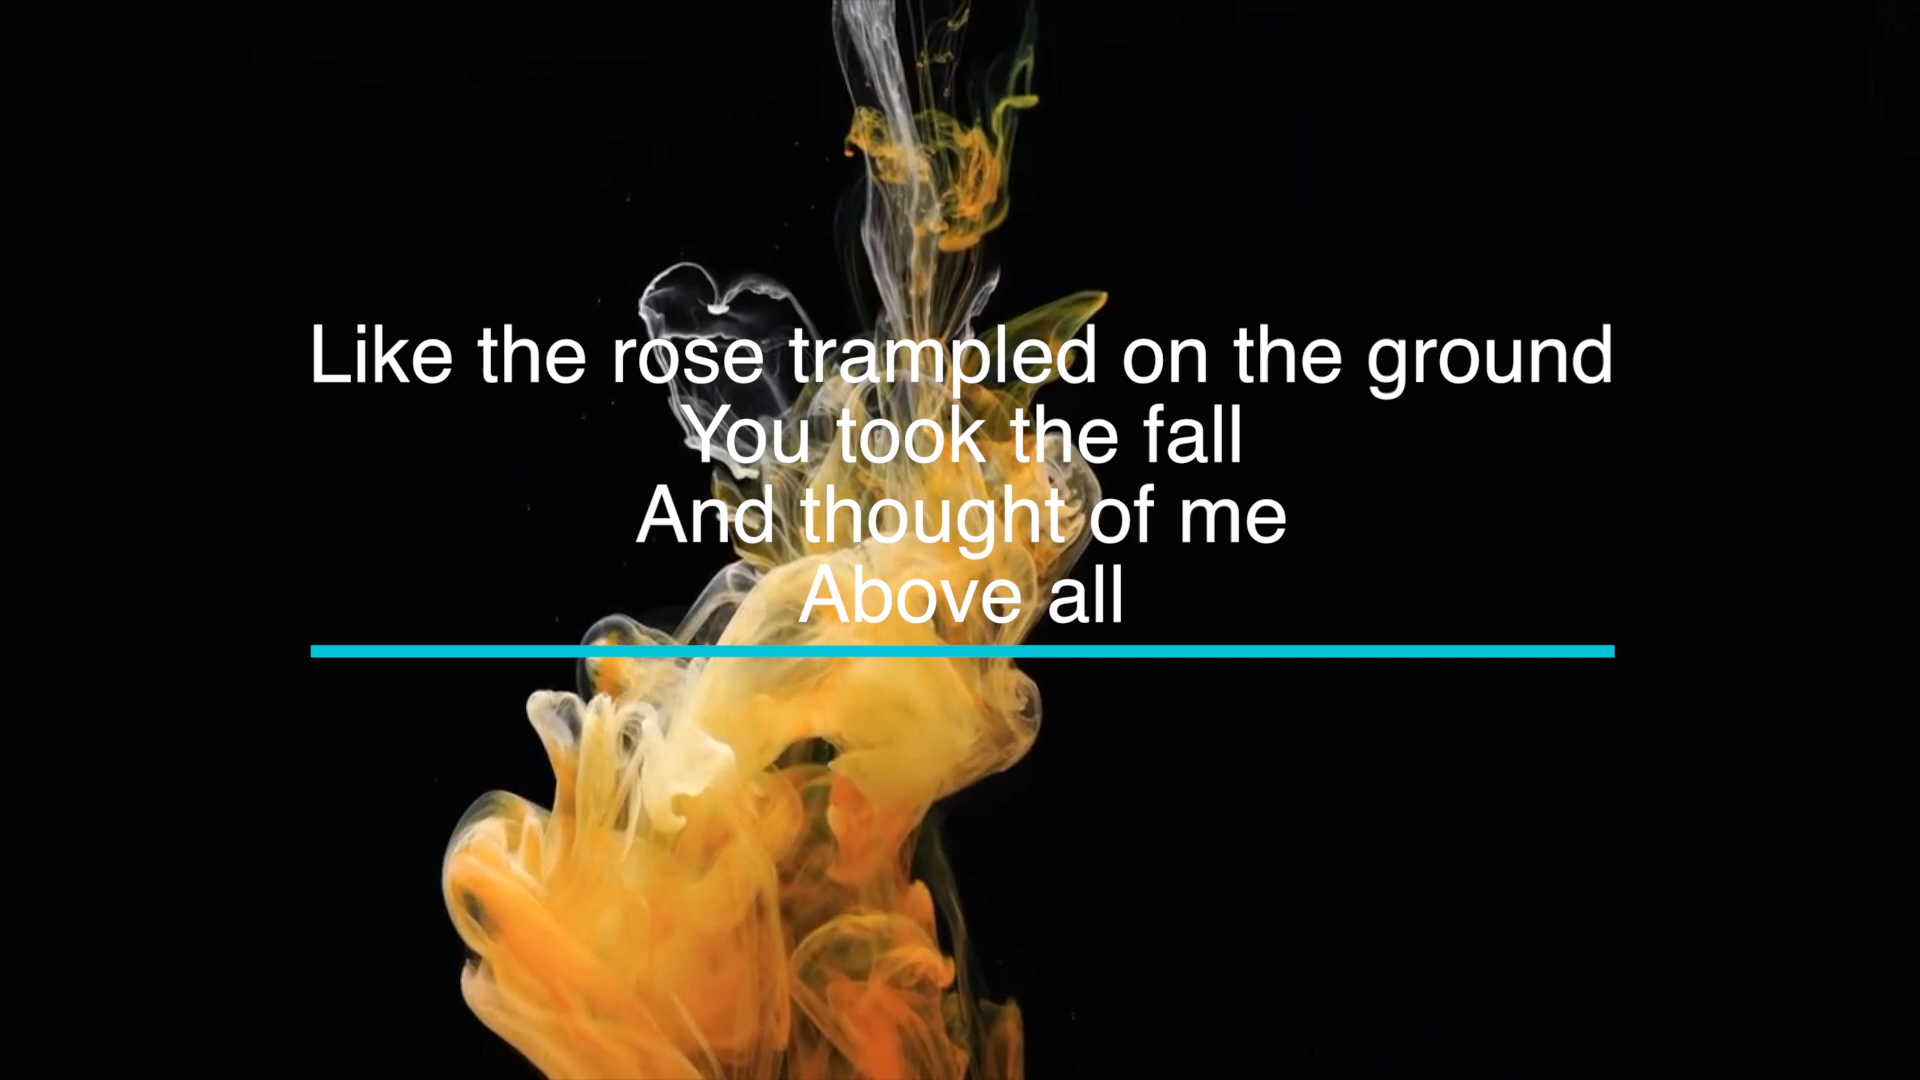 Like the rose trampled on the ground
You took the fall
And thought of me
Above all